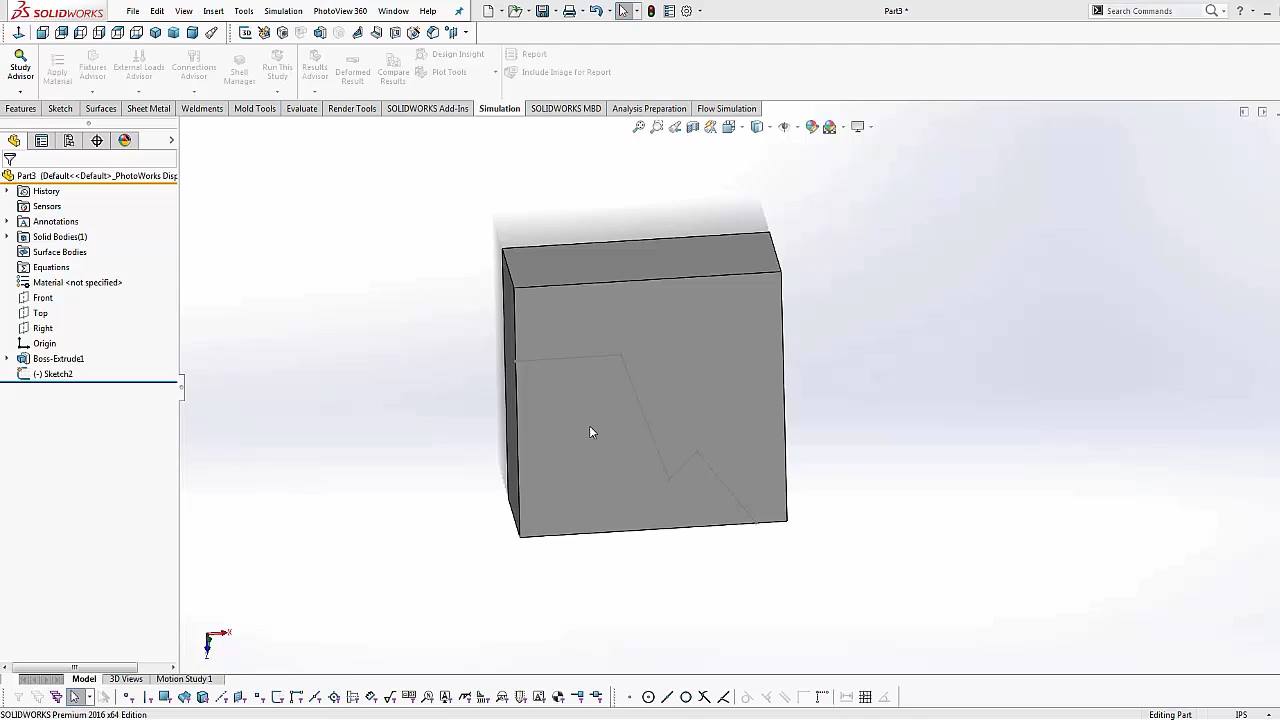 SOLIDWORKS File Edit View Insert Tools Simulation PhotoView 360 Window Help Part3 * Search Commands ?
Study Advisor
Apply Material
Fixtures Advisor
External Loads Advisor
Connections Advisor
Shell Manager
Run This Study
Results Advisor
Deformed Result
Compare Results
Design Insight
Plot Tools
Report
Include Image for Report
Features Sketch Surfaces Sheet Metal Weldments Mold Tools Evaluate Render Tools SOLIDWORKS Add-Ins Simulation SOLIDWORKS MBD Analysis Preparation Flow Simulation
Part3 (Default<<Default>_PhotoWorks Disp
History
Sensors
Annotations
Solid Bodies(1)
Surface Bodies
Equations
Material <not specified>
Front
Top
Right
Origin
Boss-Extrude1
(-) Sketch2
X
Z
Model 3D Views Motion Study 1
SOLIDWORKS Premium 2016 x64 Edition Editing Part IPS